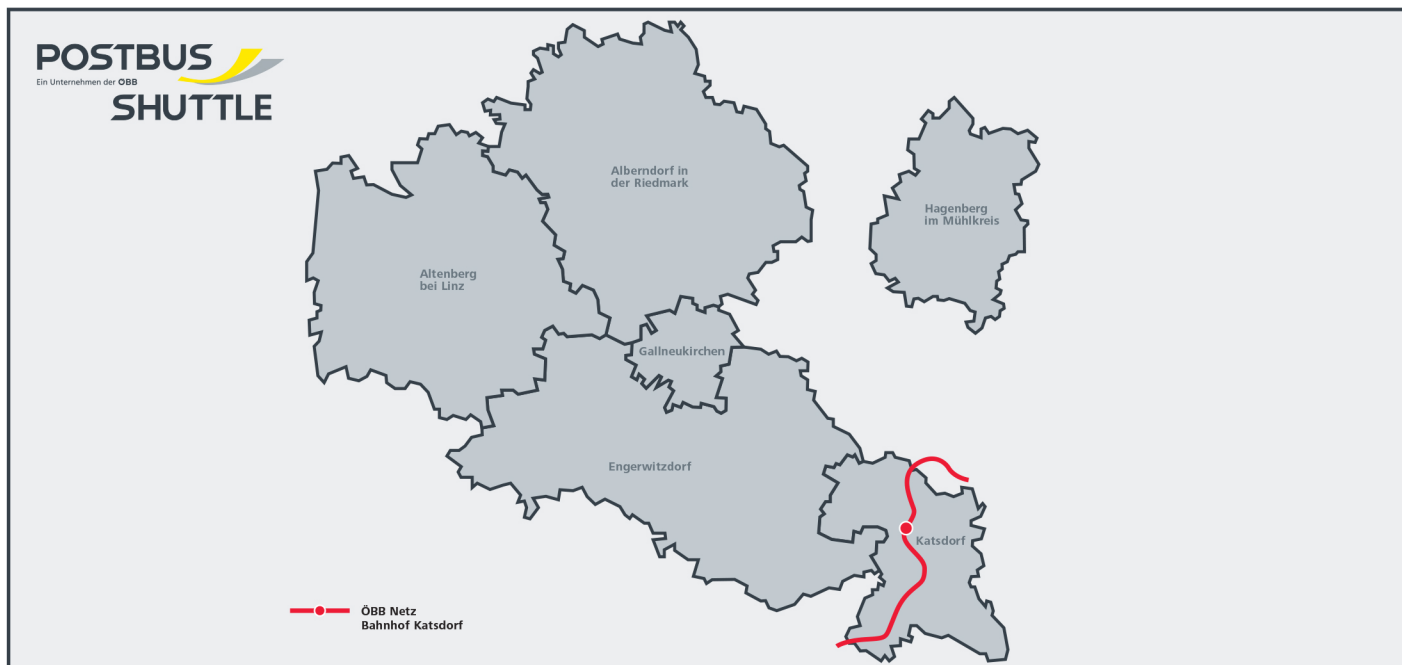 POSTBUS
Ein Unternehmen der ÖBB
SHUTTLE
Alberndorf in
der Riedmark
Hagenberg
im Mühlkreis
Altenberg
bei Linz
Gallneukirchen
Engerwitzdorf
Katsdorf
ÖBB Netz
Bahnhof Katsdorf